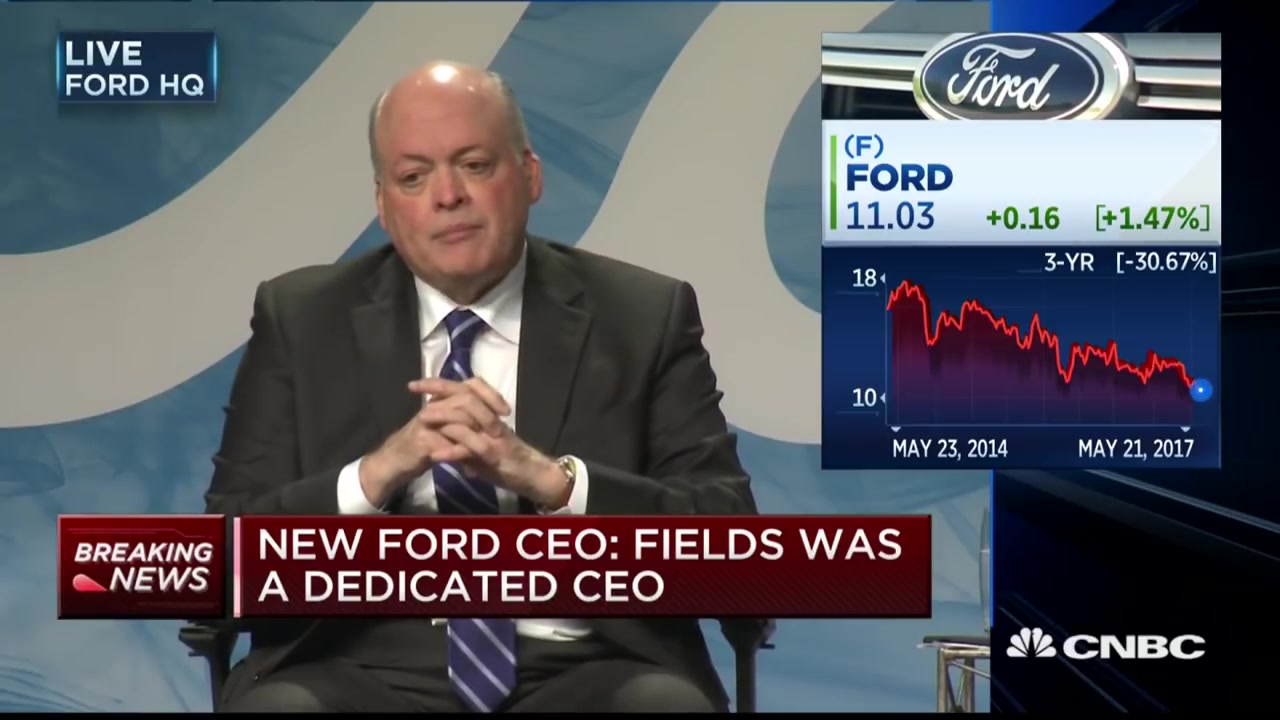 LIVE
FORD HQ
Ford
(F)
FORD
11.03 +0.16 [+1.47%]
3-YR [-30.67%]
18
10
MAY 23, 2014 MAY 21, 2017
BREAKING
NEWS
NEW FORD CEO: FIELDS WAS
A DEDICATED CEO
CNBC